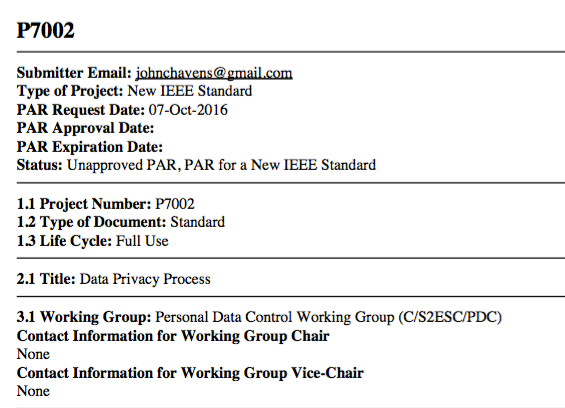 P7002
Submitter Email: johnchavens@gmail.com
Type of Project: New IEEE Standard
PAR Request Date: 07-Oct-2016
PAR Approval Date:
PAR Expiration Date:
Status: Unapproved PAR, PAR for a New IEEE Standard
1.1 Project Number: P7002
1.2 Type of Document: Standard
1.3 Life Cycle: Full Use
2.1 Title: Data Privacy Process
3.1 Working Group: Personal Data Control Working Group (C/S2ESC/PDC)
Contact Information for Working Group Chair
None
Contact Information for Working Group Vice-Chair
None